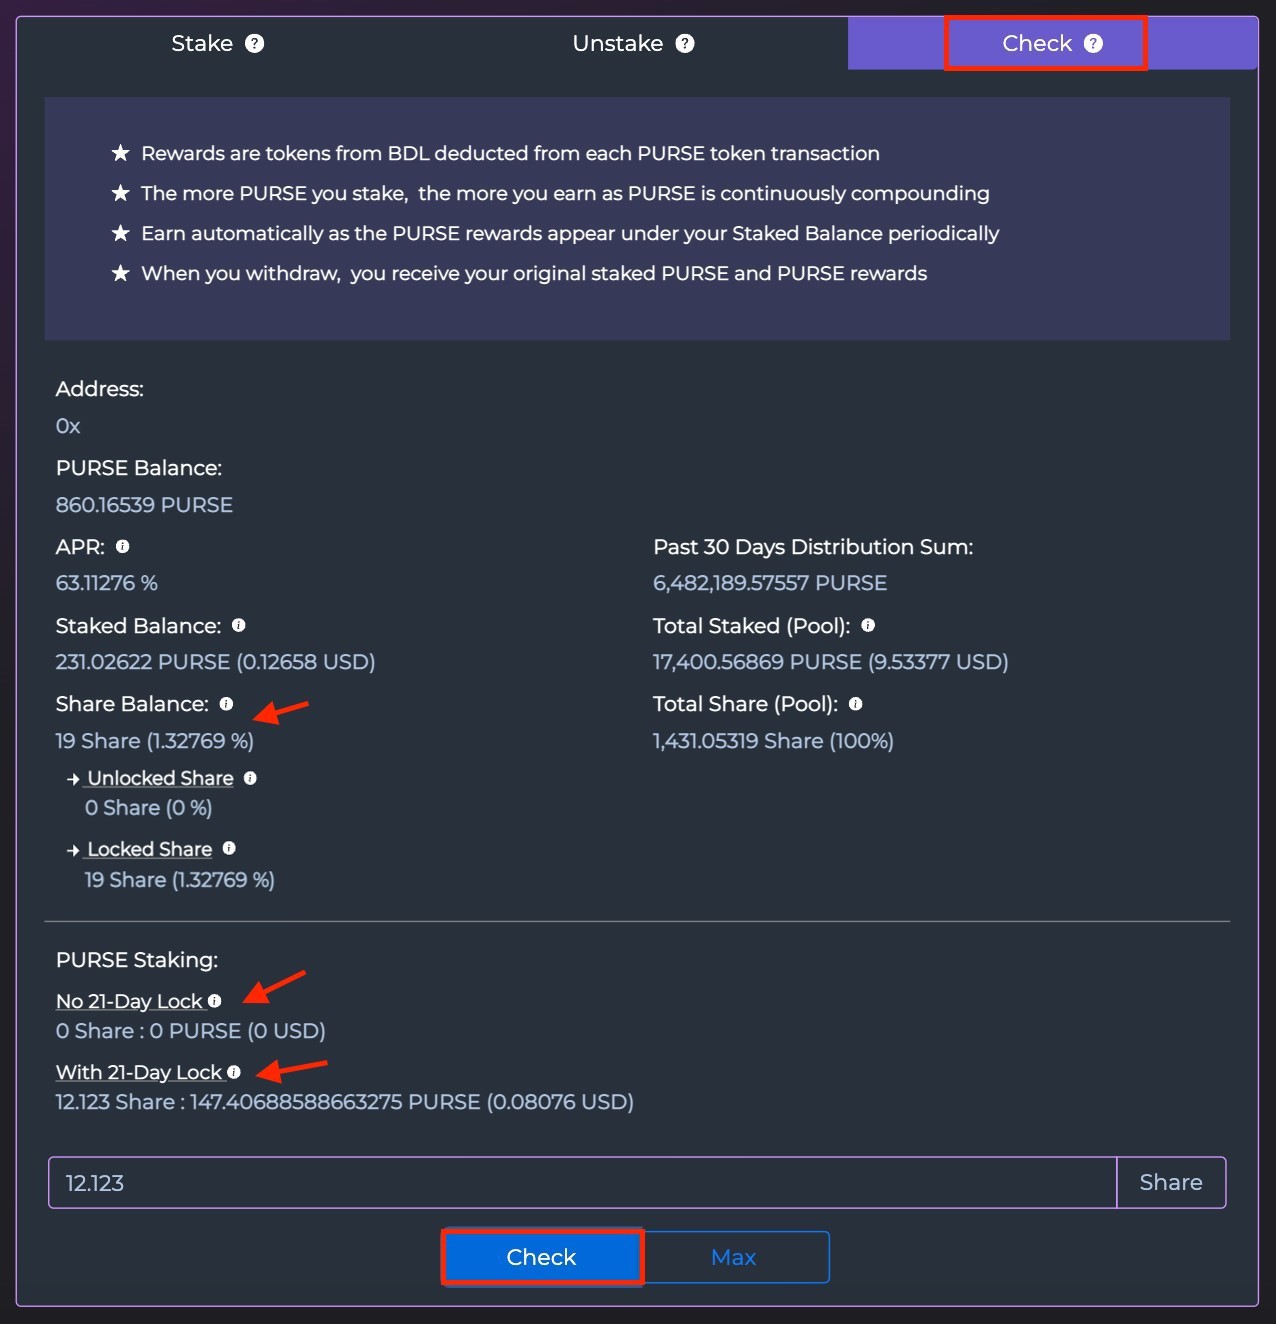 Stake ?
Unstake ?
Check ?
★ Rewards are tokens from BDL deducted from each PURSE token transaction
★ The more PURSE you stake, the more you earn as PURSE is continuously compounding
★ Earn automatically as the PURSE rewards appear under your Staked Balance periodically
★ When you withdraw, you receive your original staked PURSE and PURSE rewards
Address:
0x
PURSE Balance:
860.16539 PURSE
APR: i
63.11276 %
Past 30 Days Distribution Sum:
6,482,189.57557 PURSE
Staked Balance: i
231.02622 PURSE (0.12658 USD)
Total Staked (Pool): i
17,400.56869 PURSE (9.53377 USD)
Share Balance: i
19 Share (1.32769 %)
Total Share (Pool): i
1,431.05319 Share (100%)
→ Unlocked Share i
0 Share (0 %)
→ Locked Share i
19 Share (1.32769 %)
PURSE Staking:
No 21-Day Lock i
0 Share : 0 PURSE (0 USD)
With 21-Day Lock i
12.123 Share : 147.40688588663275 PURSE (0.08076 USD)
12.123
Share
Check
Max